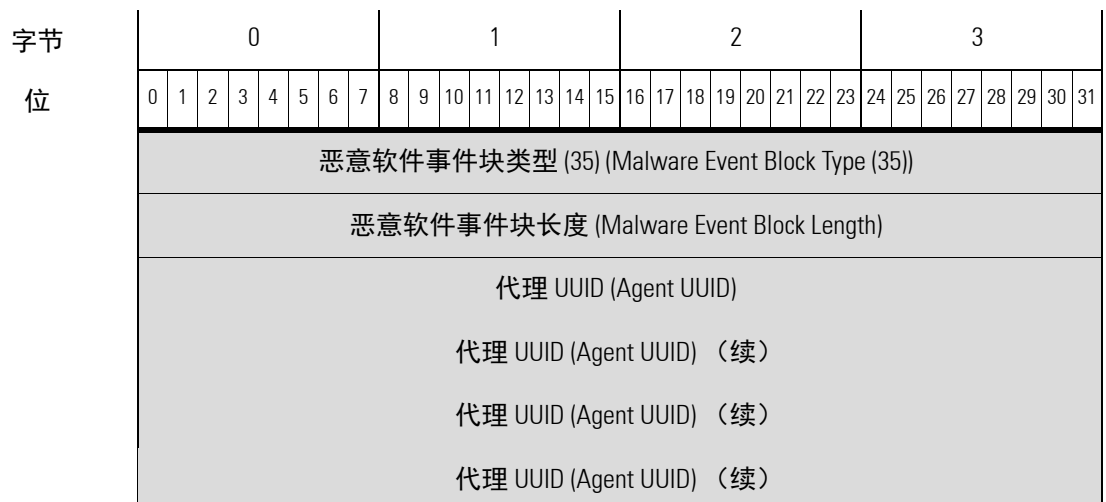 字节 0 1 2 3
位 0 1 2 3 4 5 6 7 8 9 10 11 12 13 14 15 16 17 18 19 20 21 22 23 24 25 26 27 28 29 30 31
恶意软件事件块类型 (35) (Malware Event Block Type (35))
恶意软件事件块长度 (Malware Event Block Length)
代理 UUID (Agent UUID)
代理 UUID (Agent UUID) （续）
代理 UUID (Agent UUID) （续）
代理 UUID (Agent UUID) （续）